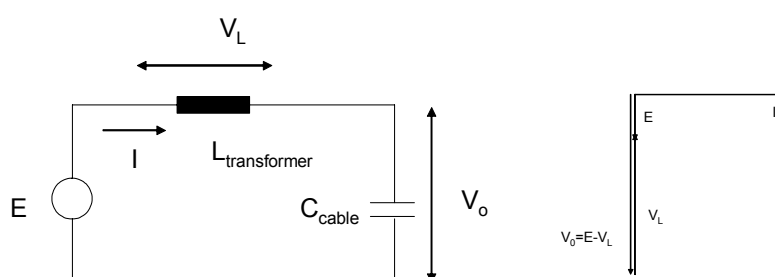 V_L
I
L_transformer
E
C_cable
V_o
E
V_L
V_0=E-V_L